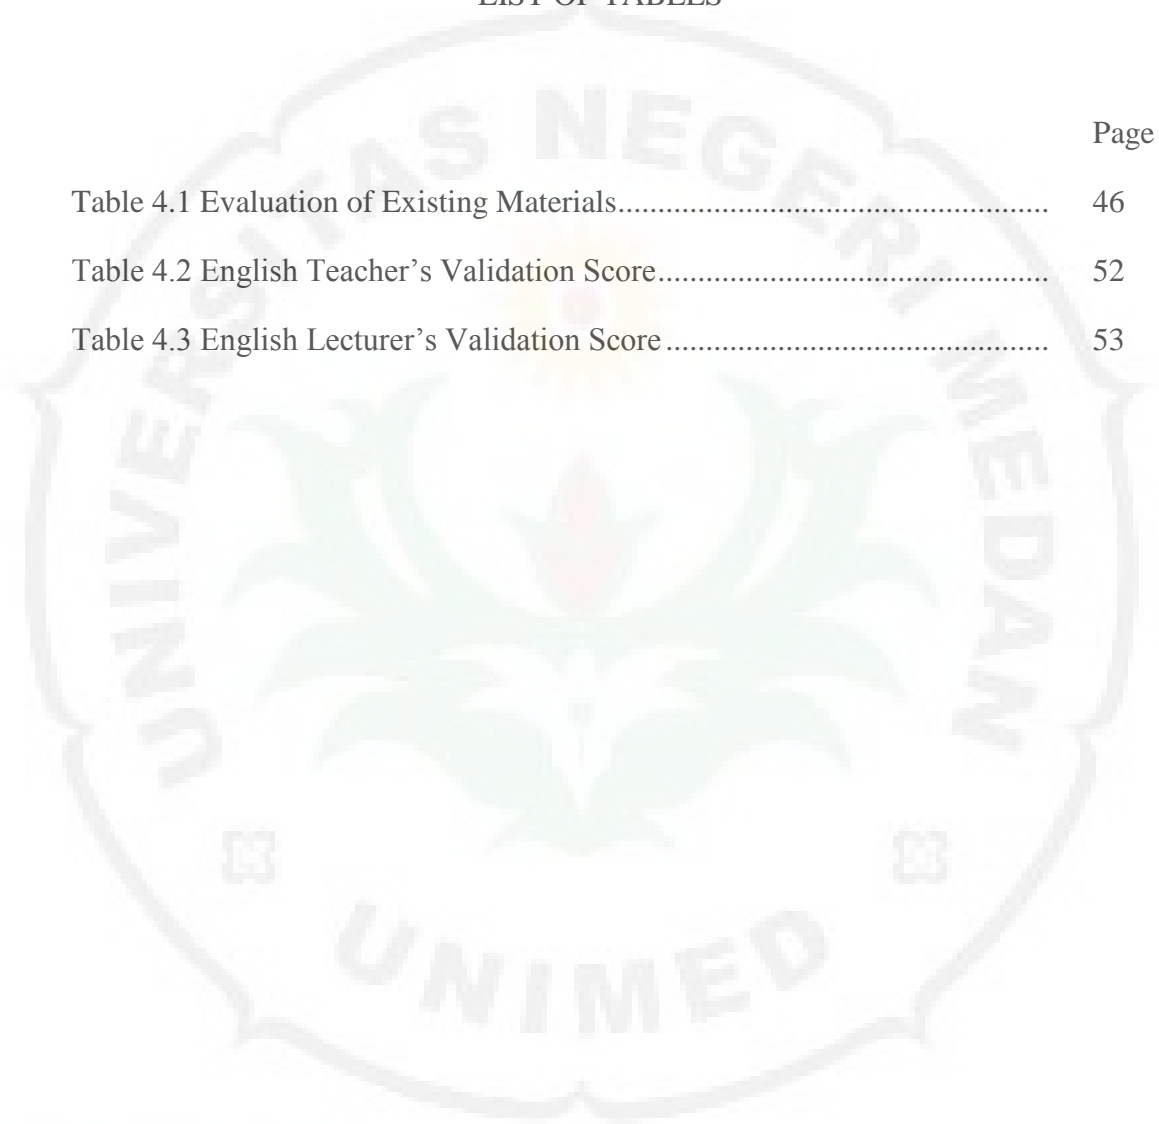 LIST OF TABLES
Page
Table 4.1 Evaluation of Existing Materials...................................................... 46
Table 4.2 English Teacher’s Validation Score................................................. 52
Table 4.3 English Lecturer’s Validation Score................................................ 53
UNIVERSITAS NEGERI MEDAN
UNIMED